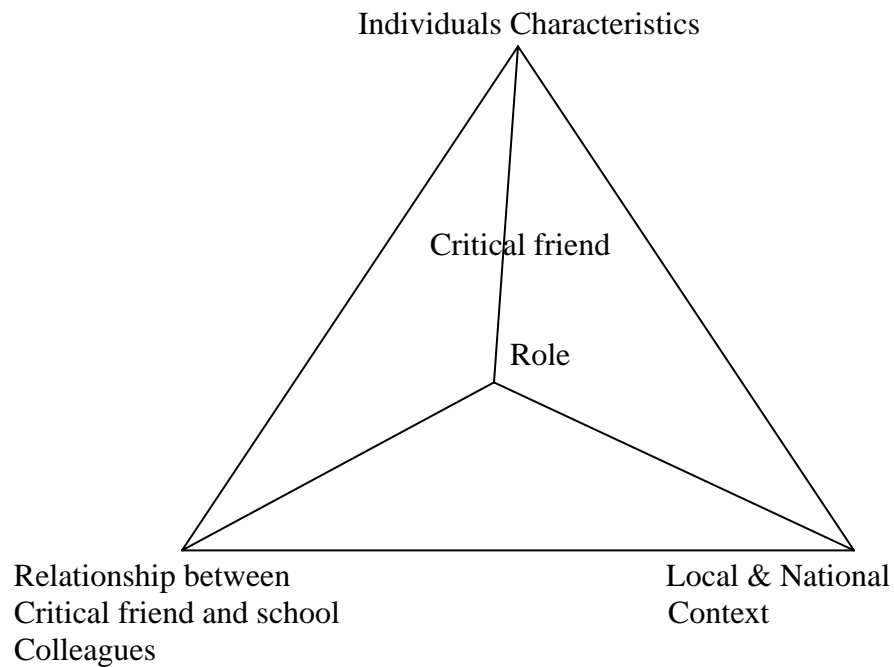 Individuals Characteristics
Critical friend
Role
Relationship between
Critical friend and school
Colleagues
Local & National
Context